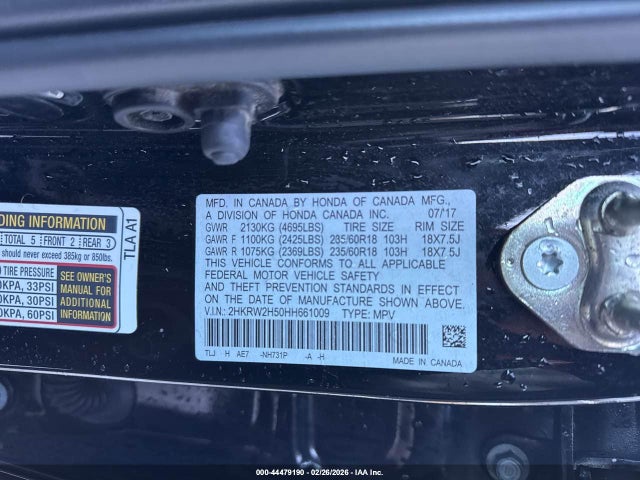 DING INFORMATION
TOTAL 5 FRONT 2 REAR 3
should never exceed 385kg or 850lbs.
TIRE PRESSURE
0KPA, 33PSI
0KPA, 30PSI
0KPA, 60PSI
SEE OWNER'S
MANUAL FOR
ADDITIONAL
INFORMATION
TLA A1
MFD. IN CANADA BY HONDA OF CANADA MFG.,
A DIVISION OF HONDA CANADA INC. 07/17
GVWR 2130KG (4695LBS) TIRE SIZE RIM SIZE
GAWR F 1100KG (2425LBS) 235/60R18 103H 18X7.5J
GAWR R 1075KG (2369LBS) 235/60R18 103H 18X7.5J
THIS VEHICLE CONFORMS TO ALL APPLICABLE
FEDERAL MOTOR VEHICLE SAFETY
AND THEFT PREVENTION STANDARDS IN EFFECT ON
THE DATE OF MANUFACTURE SHOWN ABOVE.
V.I.N.: 2HKRW2H50HH661009 TYPE: MPV
TLJ H AE7 -NH731P -A -H
MADE IN CANADA
000-44479190 - 02/26/2026 - IAA Inc.